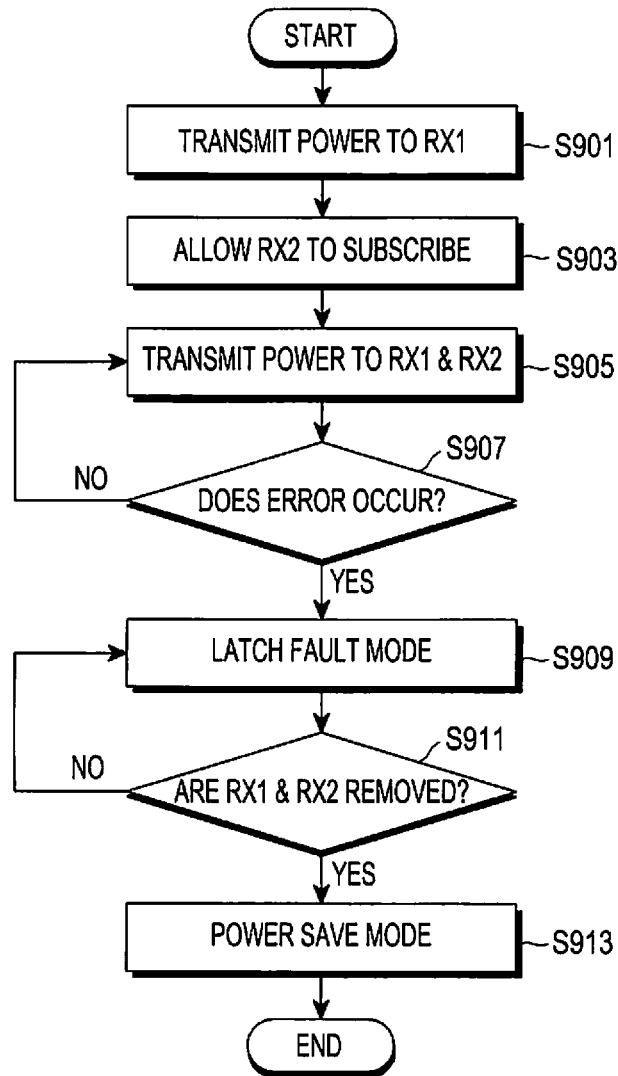 START
TRANSMIT POWER TO RX1
S901
ALLOW RX2 TO SUBSCRIBE
S903
TRANSMIT POWER TO RX1 & RX2
S905
S907
NO
DOES ERROR OCCUR?
YES
LATCH FAULT MODE
S909
S911
NO
ARE RX1 & RX2 REMOVED?
YES
POWER SAVE MODE
S913
END